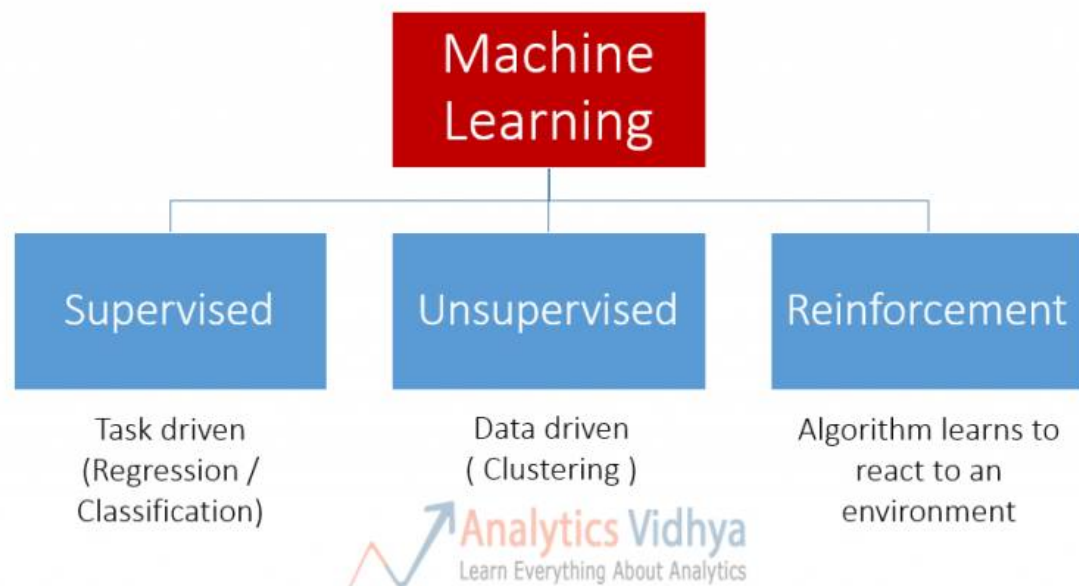 Machine
Learning
Supervised
Unsupervised
Reinforcement
Task driven
(Regression /
Classification)
Data driven
( Clustering )
Algorithm learns to
react to an
environment
Analytics Vidhya
Learn Everything About Analytics